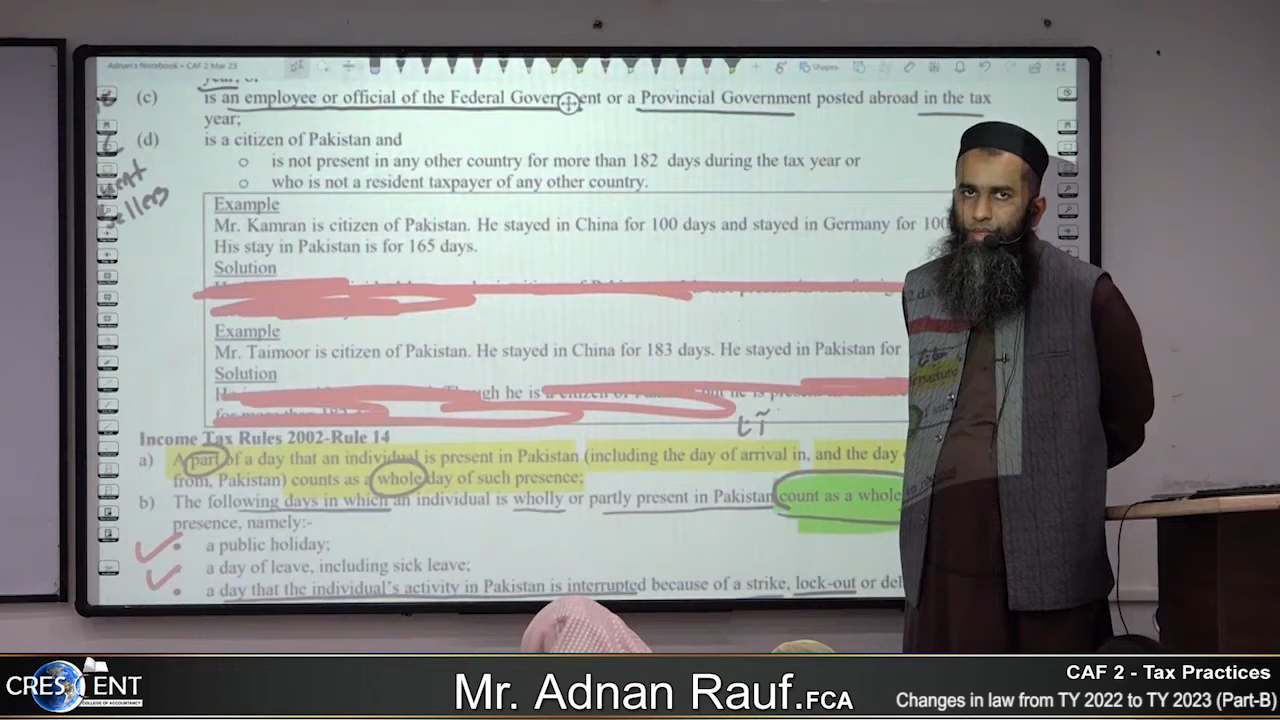 Adnan's Notebook • CAF 2 Mar 23
Shapes
year; or
(c) is an employee or official of the Federal Government or a Provincial Government posted abroad in the tax
year;
(d) is a citizen of Pakistan and
o is not present in any other country for more than 182 days during the tax year or
o who is not a resident taxpayer of any other country.
Example
Mr. Kamran is citizen of Pakistan. He stayed in China for 100 days and stayed in Germany for 100
His stay in Pakistan is for 165 days.
Solution
Example
Mr. Taimoor is citizen of Pakistan. He stayed in China for 183 days. He stayed in Pakistan for
Solution
he is
Income Tax Rules 2002-Rule 14
a) A part of a day that an individual is present in Pakistan (including the day of arrival in, and the day
from, Pakistan) counts as a whole day of such presence;
b) The following days in which an individual is wholly or partly present in Pakistan count as a whole
presence, namely:-
• a public holiday;
• a day of leave, including sick leave;
• a day that the individual's activity in Pakistan is interrupted because of a strike, lock-out or del
CRESCENT
COLLEGE OF ACCOUNTANCY
Mr. Adnan Rauf.FCA
CAF 2 - Tax Practices
Changes in law from TY 2022 to TY 2023 (Part-B)